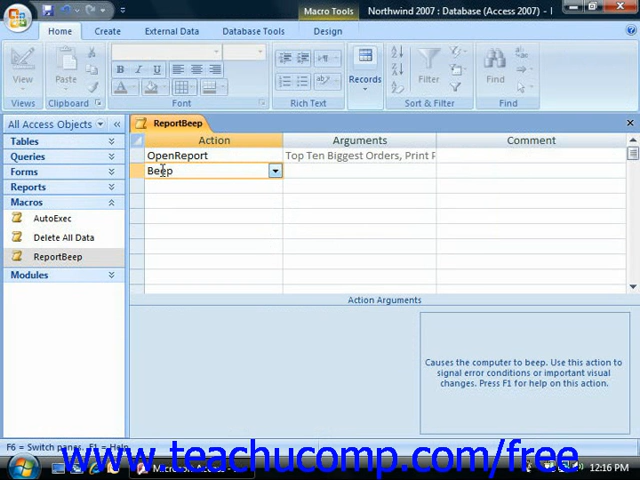 Macro Tools
Northwind 2007 : Database (Access 2007) -
Home
Create
External Data
Database Tools
Design
View
Views
Paste
Clipboard
B I U
Font
Rich Text
Records
Filter
Sort & Filter
Find
Find
All Access Objects
ReportBeep
Tables
Queries
Forms
Reports
Macros
AutoExec
Delete All Data
ReportBeep
Modules
Action
Arguments
Comment
OpenReport
Top Ten Biggest Orders, Print P
Beep
Action Arguments
Causes the computer to beep. Use this action to
signal error conditions or important visual
changes. Press F1 for help on this action.
F6 = Switch panes. F1 = Help.
www.teachucomp.com/free
Microsoft Access -
12:16 PM